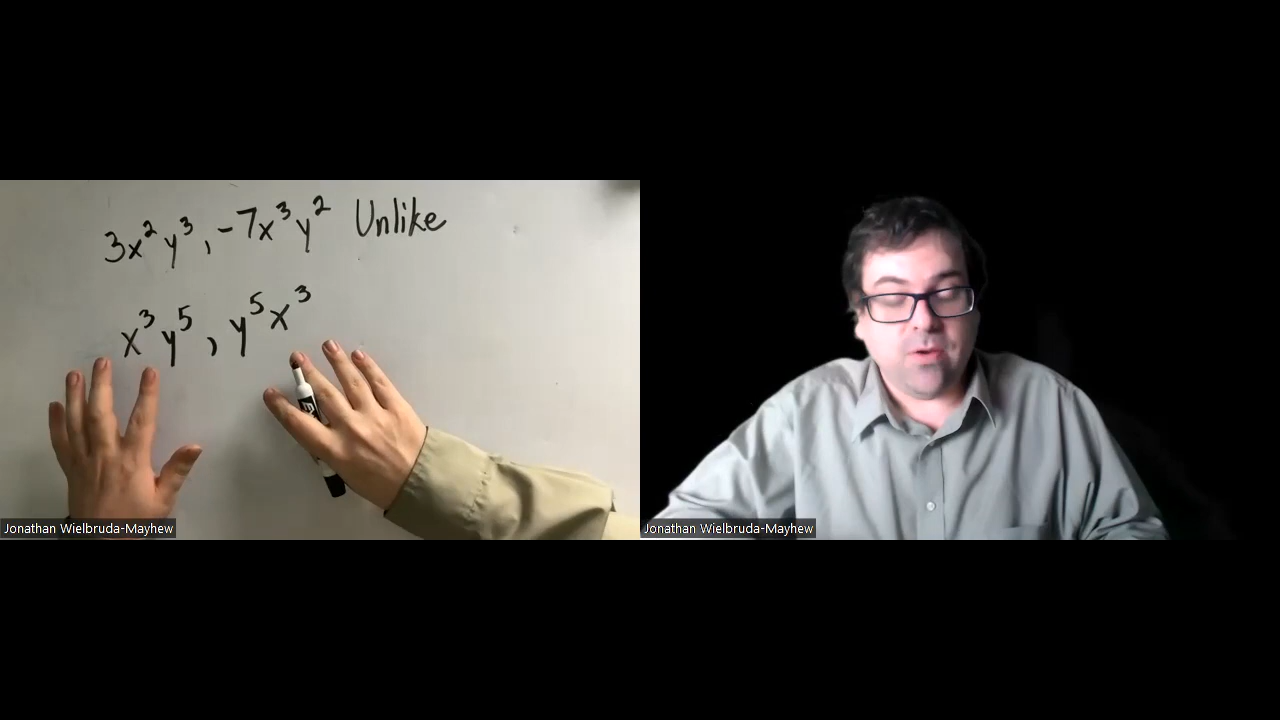 3x²y³, -7x³y² Unlike
x³y⁵, y⁵x³
Jonathan Wielbruda-Mayhew
Jonathan Wielbruda-Mayhew